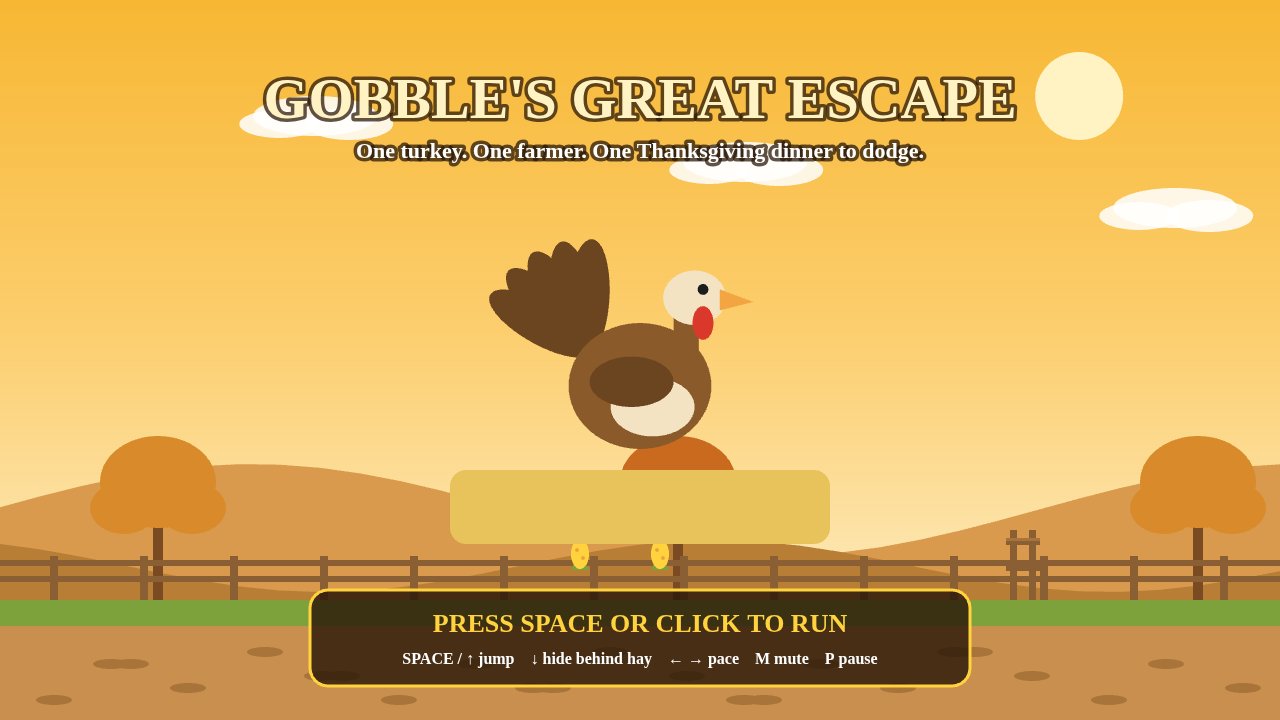 GOBBLE'S GREAT ESCAPE
One turkey. One farmer. One Thanksgiving dinner to dodge.
PRESS SPACE OR CLICK TO RUN
SPACE / ↑ jump ↓ hide behind hay ← → pace M mute P pause